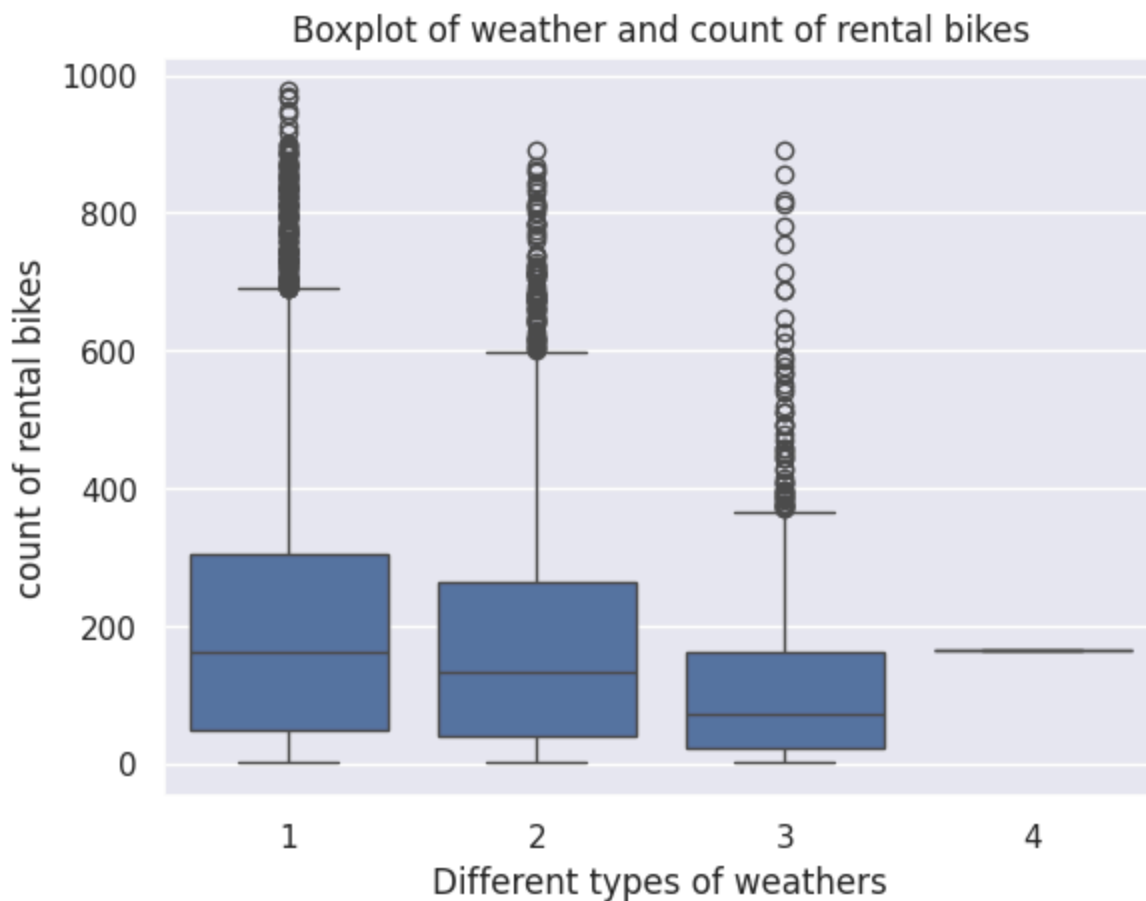 Boxplot of weather and count of rental bikes
1000
800
600
400
200
0
count of rental bikes
1 2 3 4
Different types of weathers